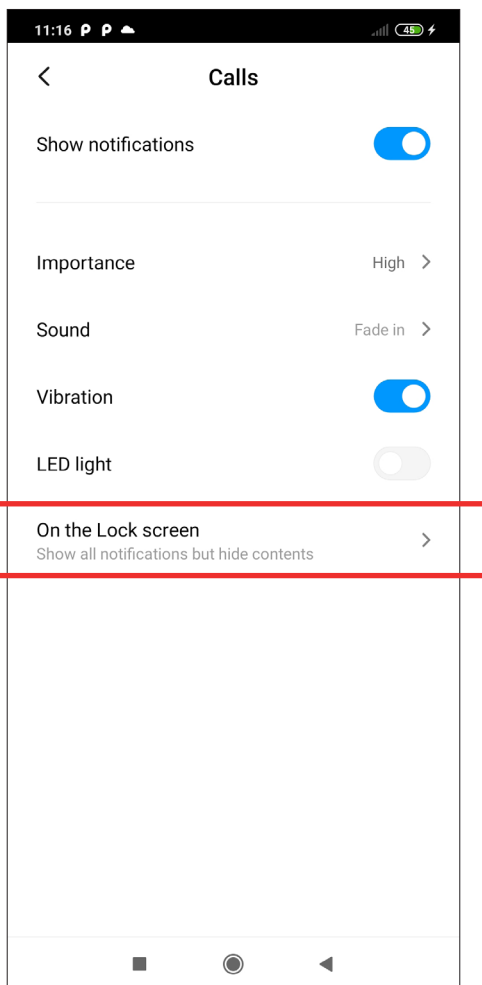 11:16 P P
45
Calls
Show notifications
Importance
High
Sound
Fade in
Vibration
LED light
On the Lock screen
Show all notifications but hide contents